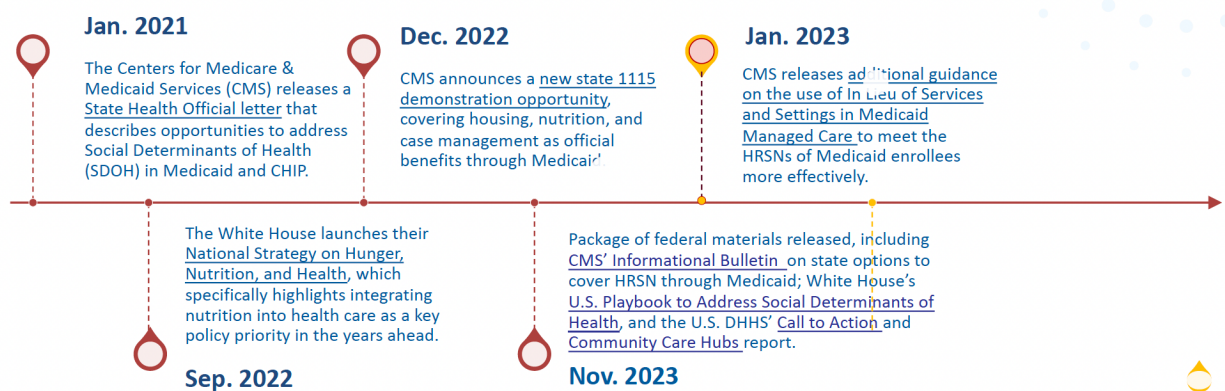 Jan. 2021
The Centers for Medicare &
Medicaid Services (CMS) releases a
State Health Official letter that
describes opportunities to address
Social Determinants of Health
(SDOH) in Medicaid and CHIP.
Dec. 2022
CMS announces a new state 1115
demonstration opportunity,
covering housing, nutrition, and
case management as official
benefits through Medicaid.
Jan. 2023
CMS releases additional guidance
on the use of In Lieu of Services
and Settings in Medicaid
Managed Care to meet the
HRSNs of Medicaid enrollees
more effectively.
The White House launches their
National Strategy on Hunger,
Nutrition, and Health, which
specifically highlights integrating
nutrition into health care as a key
policy priority in the years ahead.
Sep. 2022
Package of federal materials released, including
CMS’ Informational Bulletin on state options to
cover HRSN through Medicaid; White House’s
U.S. Playbook to Address Social Determinants of
Health, and the U.S. DHHS’ Call to Action and
Community Care Hubs report.
Nov. 2023